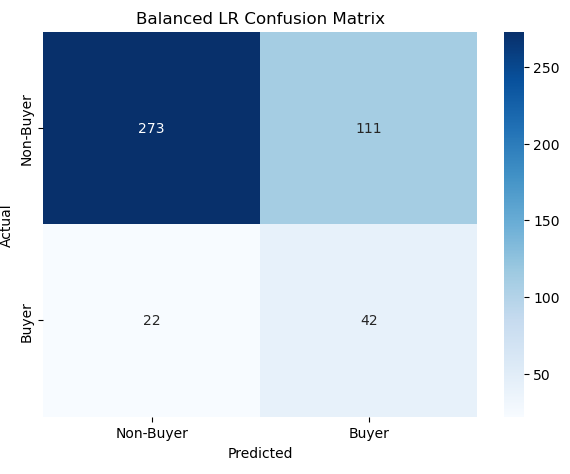 Balanced LR Confusion Matrix
Actual
Non-Buyer
273
111
Buyer
22
42
Non-Buyer
Buyer
Predicted
250
200
150
100
50